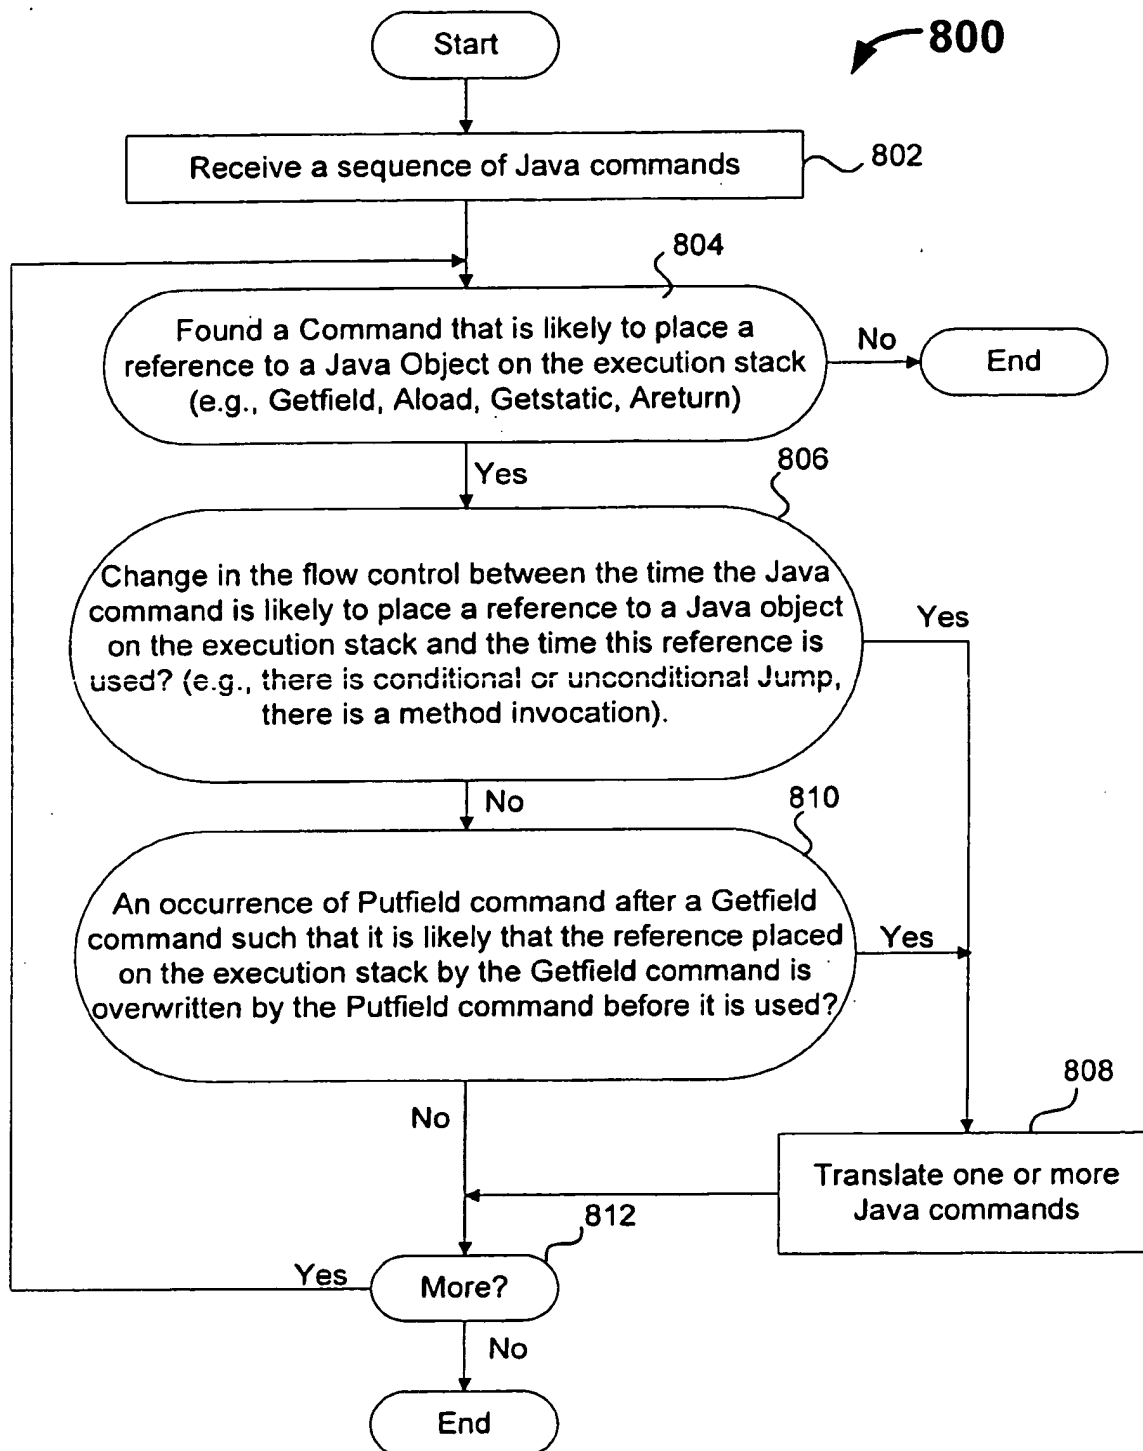 Start
800
Receive a sequence of Java commands
802
804
Found a Command that is likely to place a
reference to a Java Object on the execution stack
(e.g., Getfield, Aload, Getstatic, Areturn)
No
End
Yes
806
Change in the flow control between the time the Java
command is likely to place a reference to a Java object
on the execution stack and the time this reference is
used? (e.g., there is conditional or unconditional Jump,
there is a method invocation).
Yes
No
810
An occurrence of Putfield command after a Getfield
command such that it is likely that the reference placed
on the execution stack by the Getfield command is
overwritten by the Putfield command before it is used?
Yes
No
808
Translate one or more
Java commands
812
More?
Yes
No
End